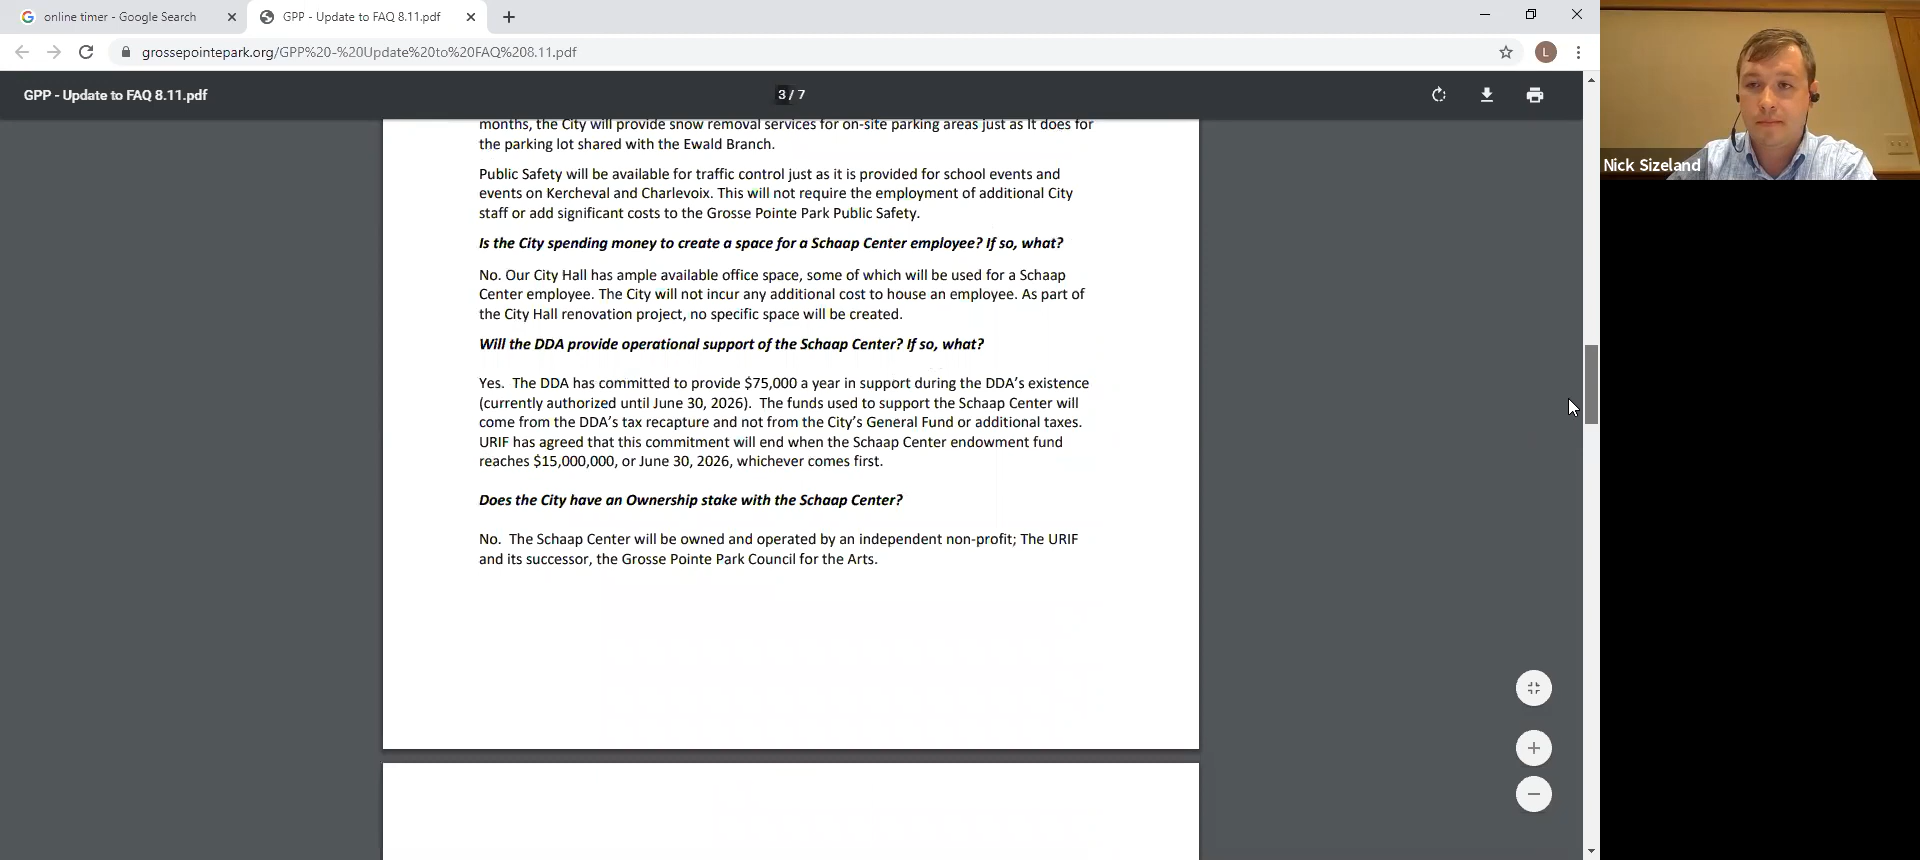 online timer - Google Search
GPP - Update to FAQ 8.11.pdf
grossepointepark.org/GPP%20-%20Update%20to%20FAQ%208.11.pdf
L
GPP - Update to FAQ 8.11.pdf
3 / 7
Nick Sizeland
months, the City will provide snow removal services for on-site parking areas just as It does for
the parking lot shared with the Ewald Branch.
Public Safety will be available for traffic control just as it is provided for school events and
events on Kercheval and Charlevoix. This will not require the employment of additional City
staff or add significant costs to the Grosse Pointe Park Public Safety.
Is the City spending money to create a space for a Schaap Center employee? If so, what?
No. Our City Hall has ample available office space, some of which will be used for a Schaap
Center employee. The City will not incur any additional cost to house an employee. As part of
the City Hall renovation project, no specific space will be created.
Will the DDA provide operational support of the Schaap Center? If so, what?
Yes. The DDA has committed to provide $75,000 a year in support during the DDA's existence
(currently authorized until June 30, 2026). The funds used to support the Schaap Center will
come from the DDA's tax recapture and not from the City's General Fund or additional taxes.
URIF has agreed that this commitment will end when the Schaap Center endowment fund
reaches $15,000,000, or June 30, 2026, whichever comes first.
Does the City have an Ownership stake with the Schaap Center?
No. The Schaap Center will be owned and operated by an independent non-profit; The URIF
and its successor, the Grosse Pointe Park Council for the Arts.